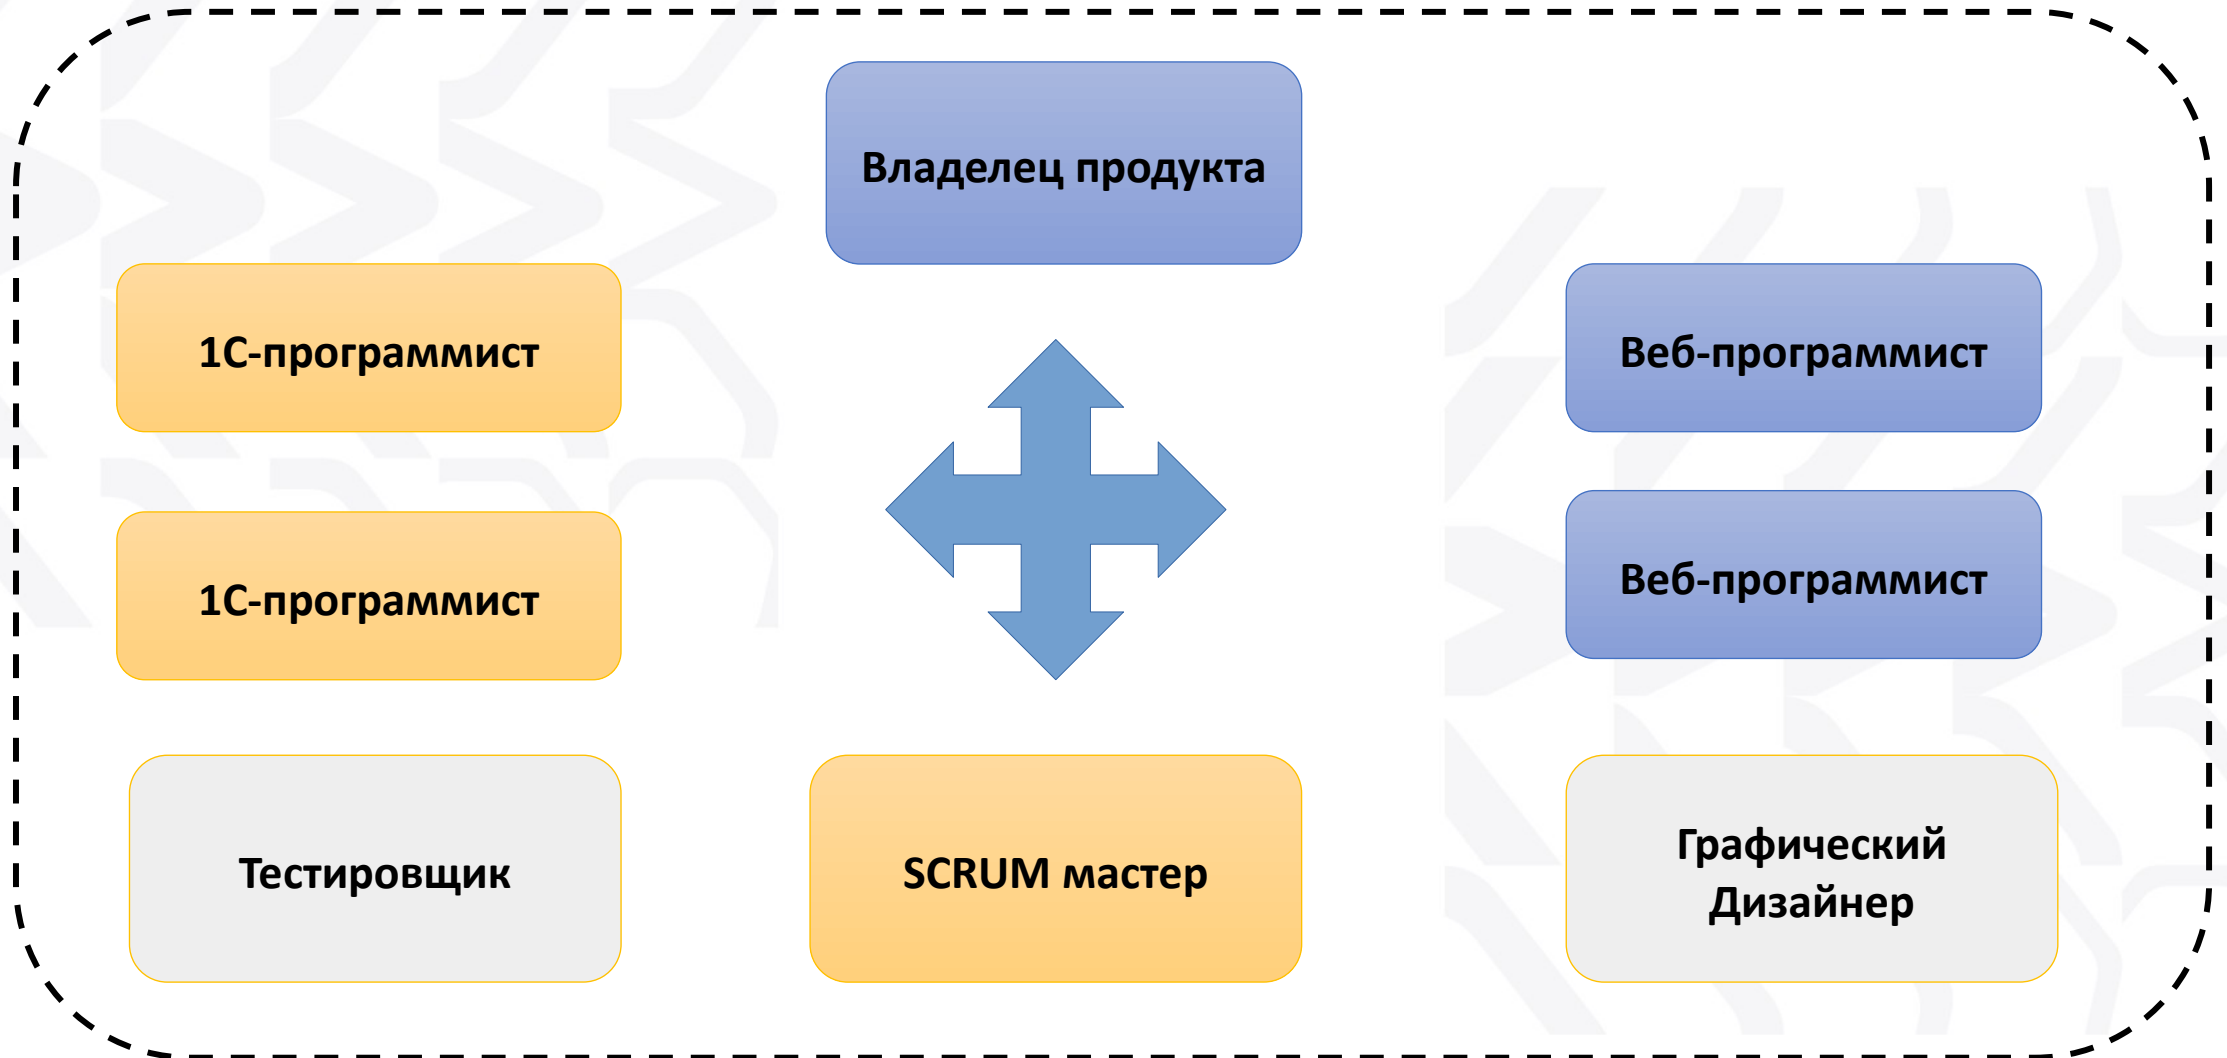 Владелец продукта
1С-программист
Веб-программист
1С-программист
Веб-программист
Тестировщик
SCRUM мастер
Графический
Дизайнер